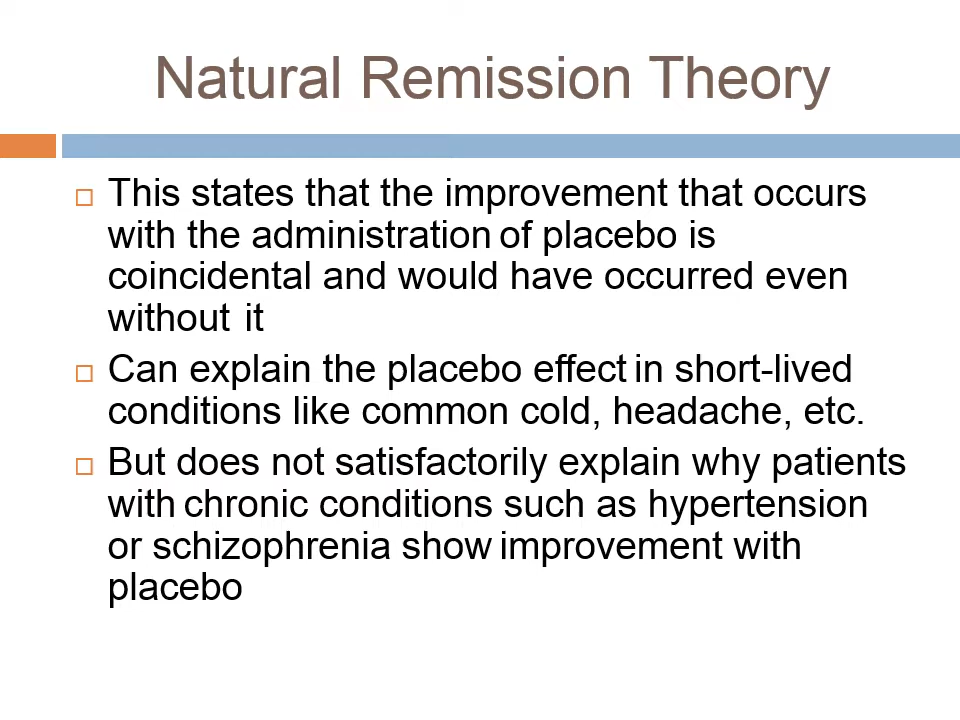 Natural Remission Theory
This states that the improvement that occurs
with the administration of placebo is
coincidental and would have occurred even
without it
Can explain the placebo effect in short-lived
conditions like common cold, headache, etc.
But does not satisfactorily explain why patients
with chronic conditions such as hypertension
or schizophrenia show improvement with
placebo